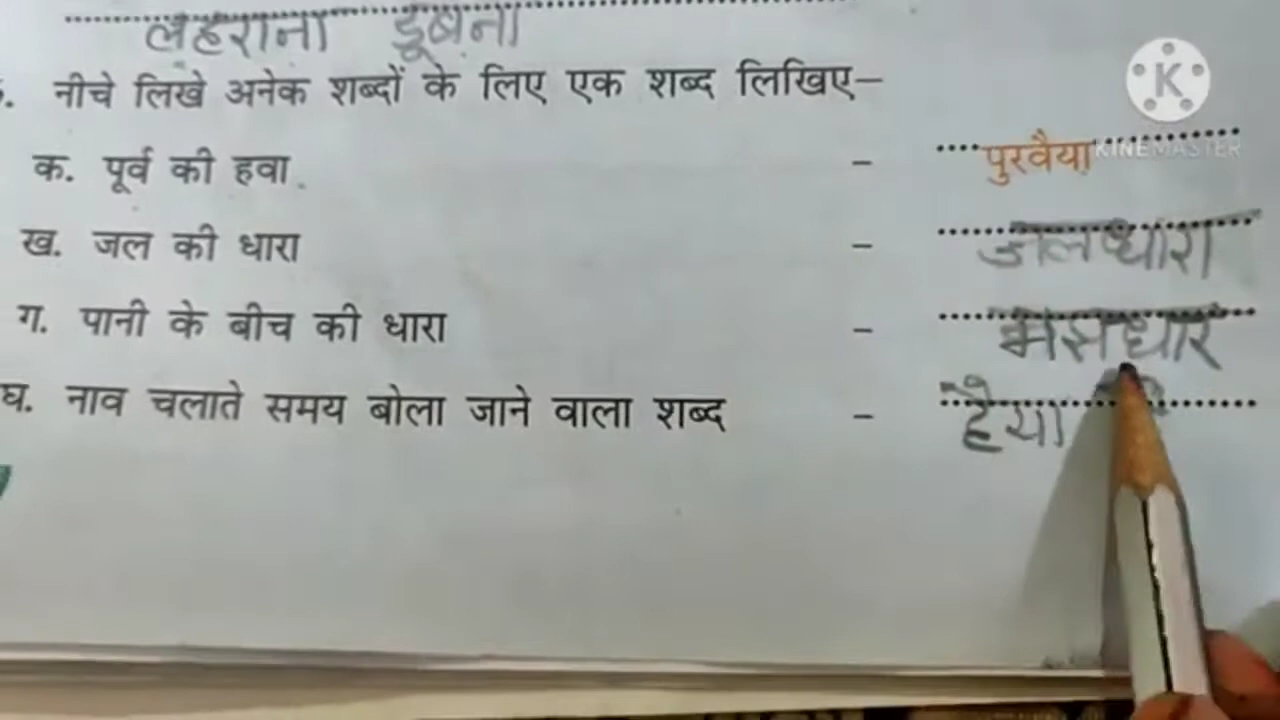 लहराना डूबना
नीचे लिखे अनेक शब्दों के लिए एक शब्द लिखिए–
क. पूर्व की हवा – पुरवैया
ख. जल की धारा – जलधारा
ग. पानी के बीच की धारा – मझधार
घ. नाव चलाते समय बोला जाने वाला शब्द – हैया
K
KINEMASTER